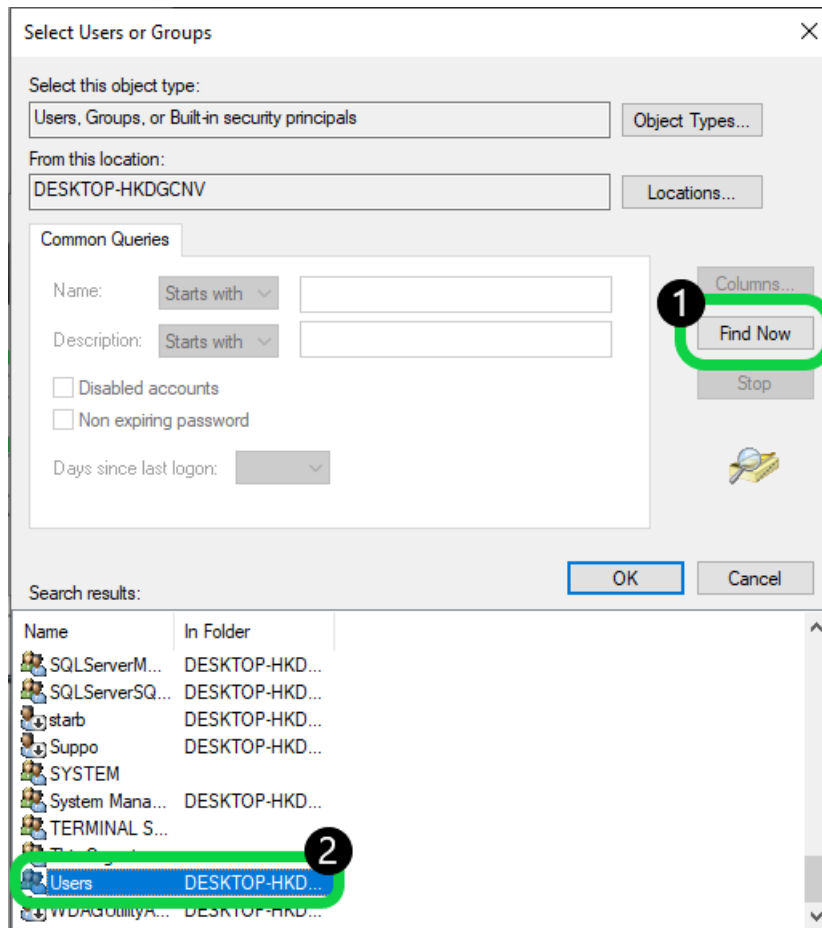 Select Users or Groups
Select this object type:
Users, Groups, or Built-in security principals
Object Types...
From this location:
DESKTOP-HKDGCNV
Locations...
Common Queries
Name:
Starts with
Columns...
1
Find Now
Description:
Starts with
Stop
Disabled accounts
Non expiring password
Days since last logon:
OK
Cancel
Search results:
Name In Folder
SQLServerM... DESKTOP-HKD...
SQLServerSQ... DESKTOP-HKD...
starb DESKTOP-HKD...
Suppo DESKTOP-HKD...
SYSTEM
System Mana... DESKTOP-HKD...
TERMINAL S...
2
Users DESKTOP-HKD...
WDAGUtilityA... DESKTOP-HKD...